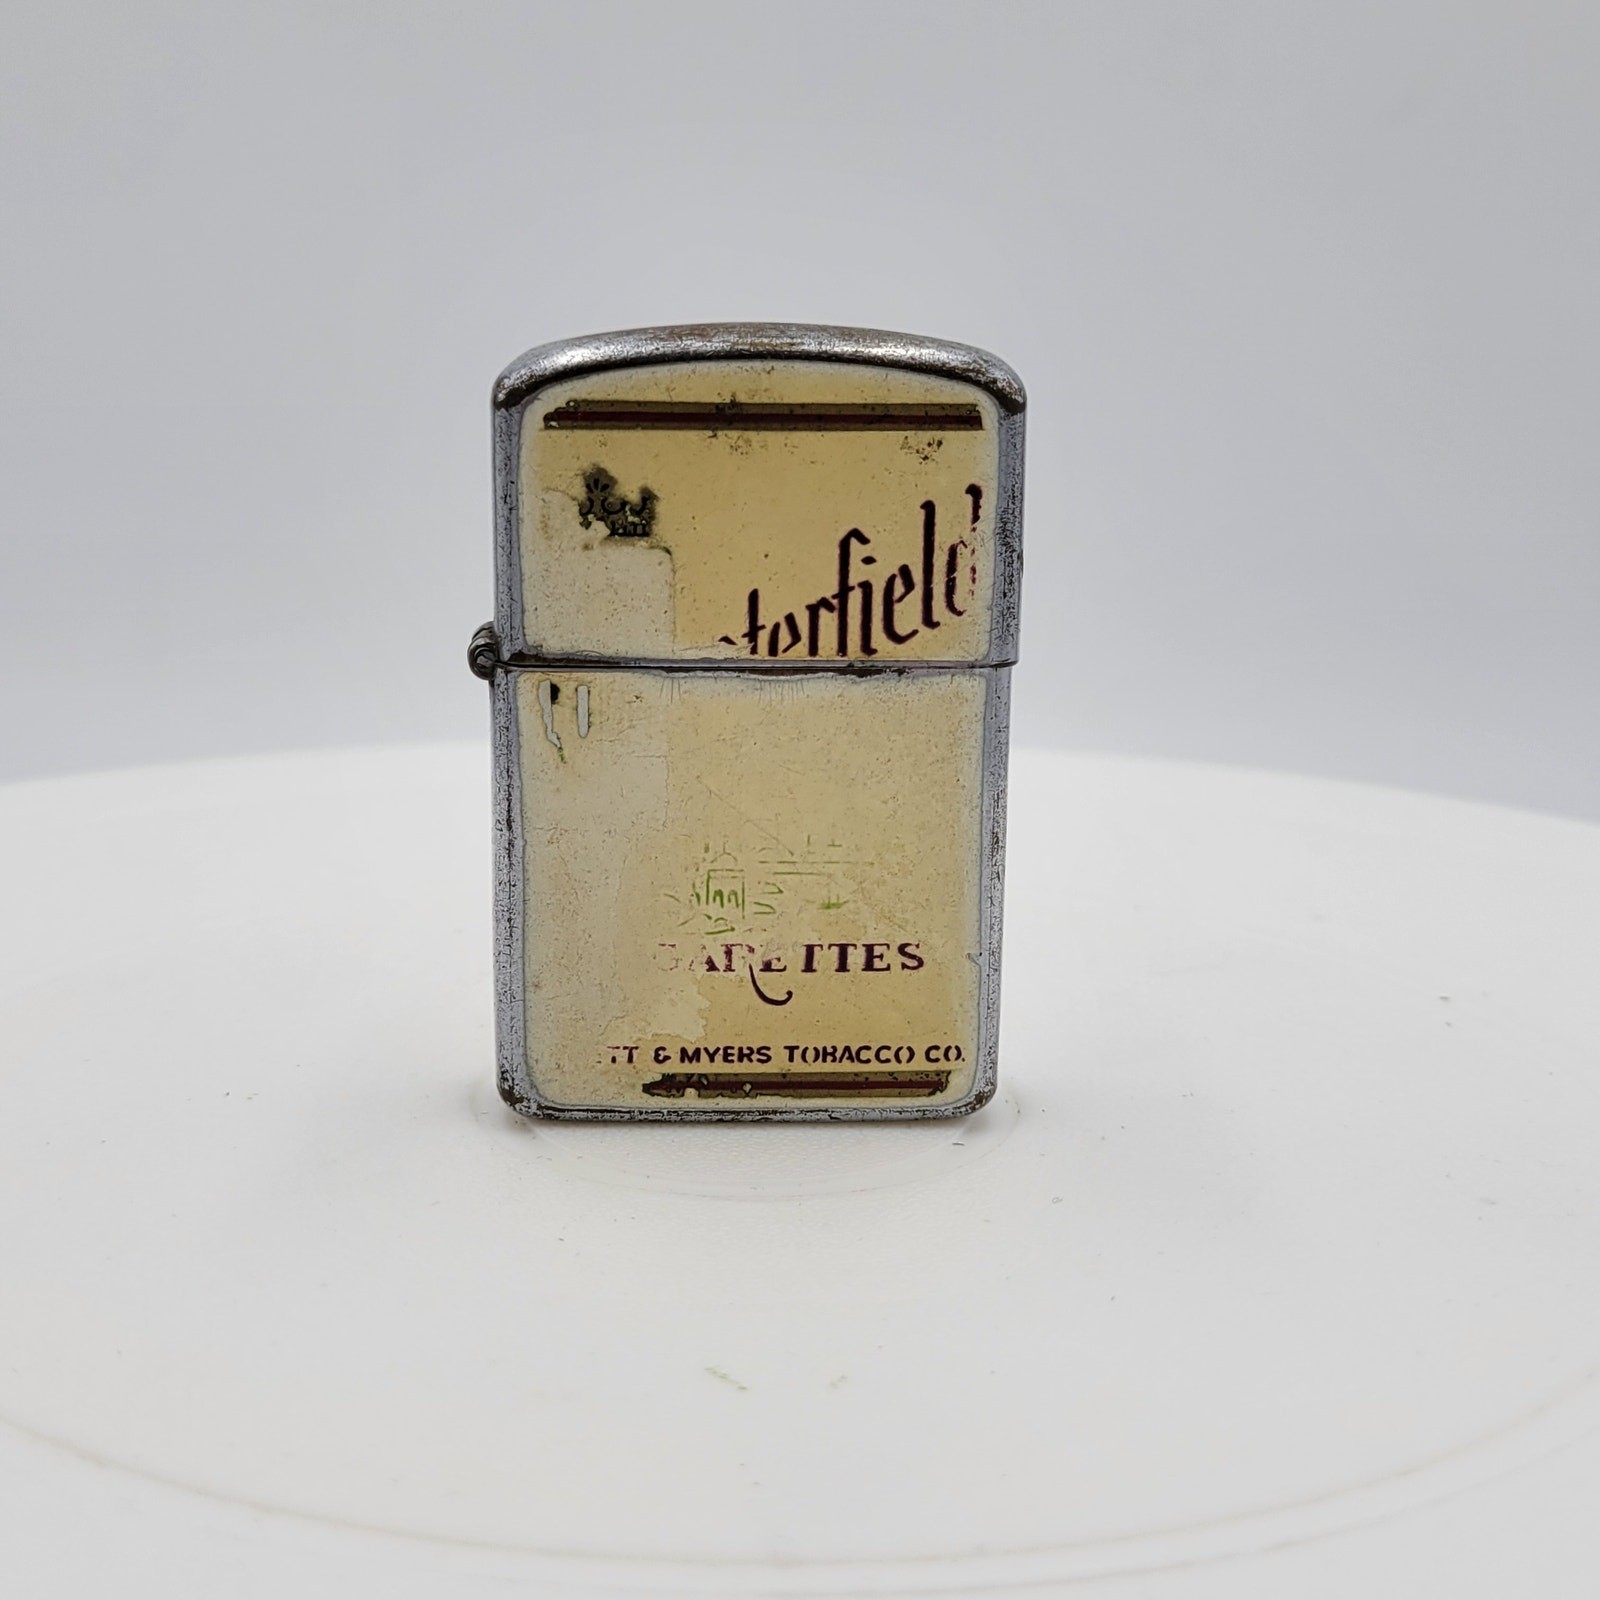 terfield
GARETTES
TT & MYERS TOBACCO CO.